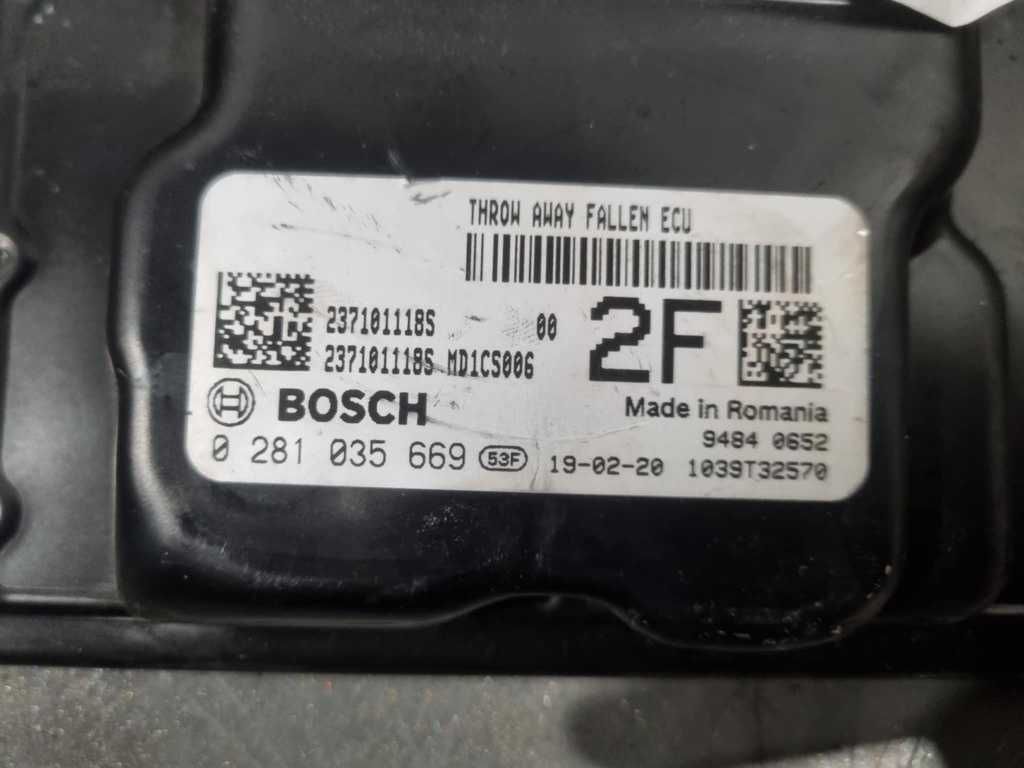 THROW AWAY FALLEN ECU
237101118S 00
237101118S MD1CS006
2F
BOSCH
Made in Romania
9484 0652
0 281 035 669 53F 19-02-20 1039T32570